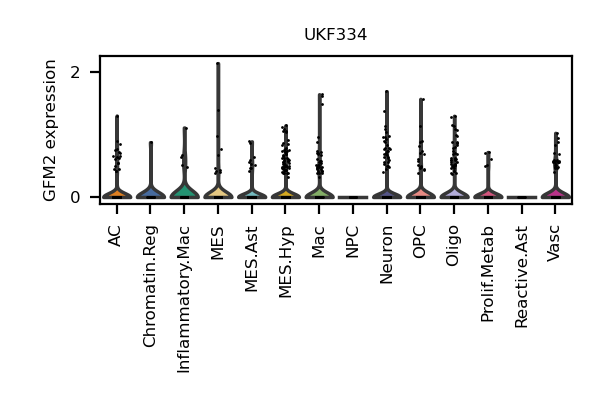 UKF334
GFM2 expression
2
0
AC
Chromatin.Reg
Inflammatory.Mac
MES
MES.Ast
MES.Hyp
Mac
NPC
Neuron
OPC
Oligo
Prolif.Metab
Reactive.Ast
Vasc